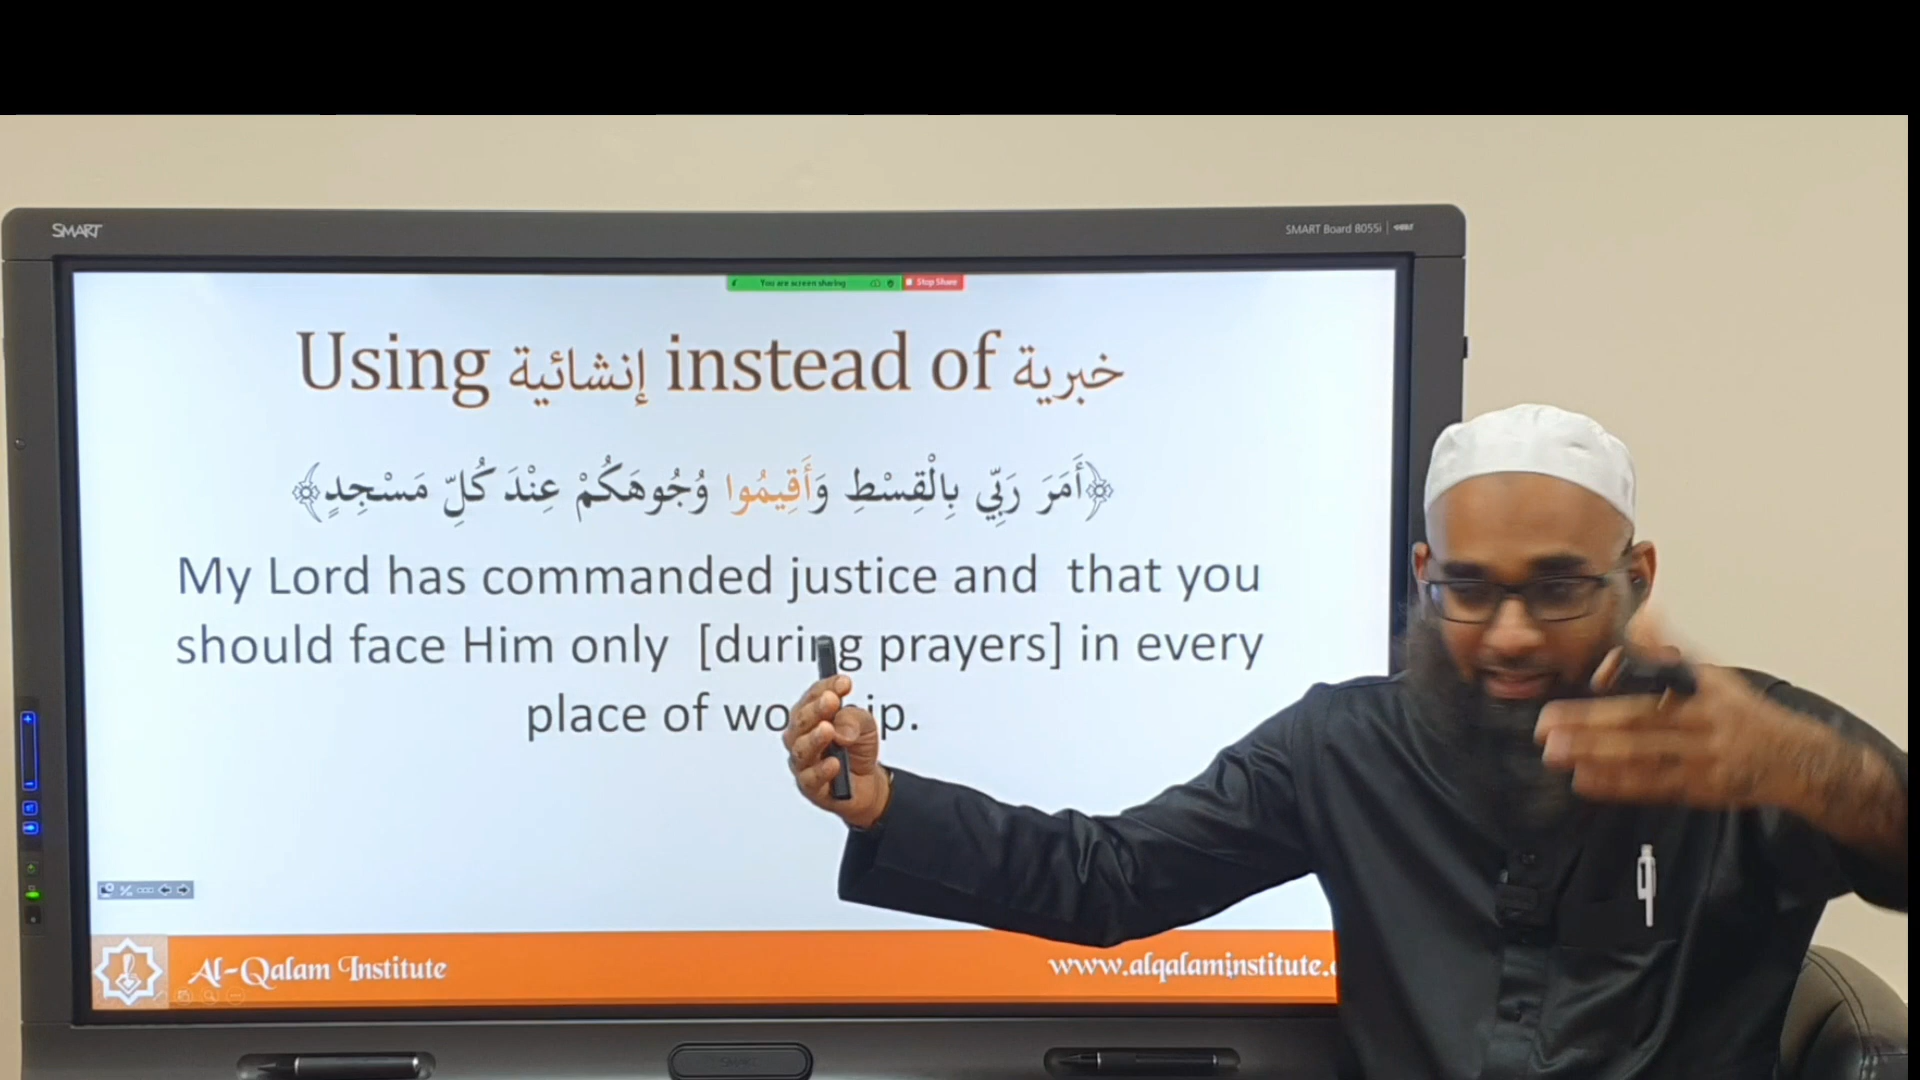 SMART
SMART Board 8055i
You are screen sharing Stop Share
Using إنشائية instead of خبرية
﴿أَمَرَ رَبِّي بِالْقِسْطِ وَأَقِيمُوا وُجُوهَكُمْ عِنْدَ كُلِّ مَسْجِدٍ﴾
My Lord has commanded justice and that you
should face Him only [during prayers] in every
place of
Al-Qalam Institute
www.alqalaminstitute.